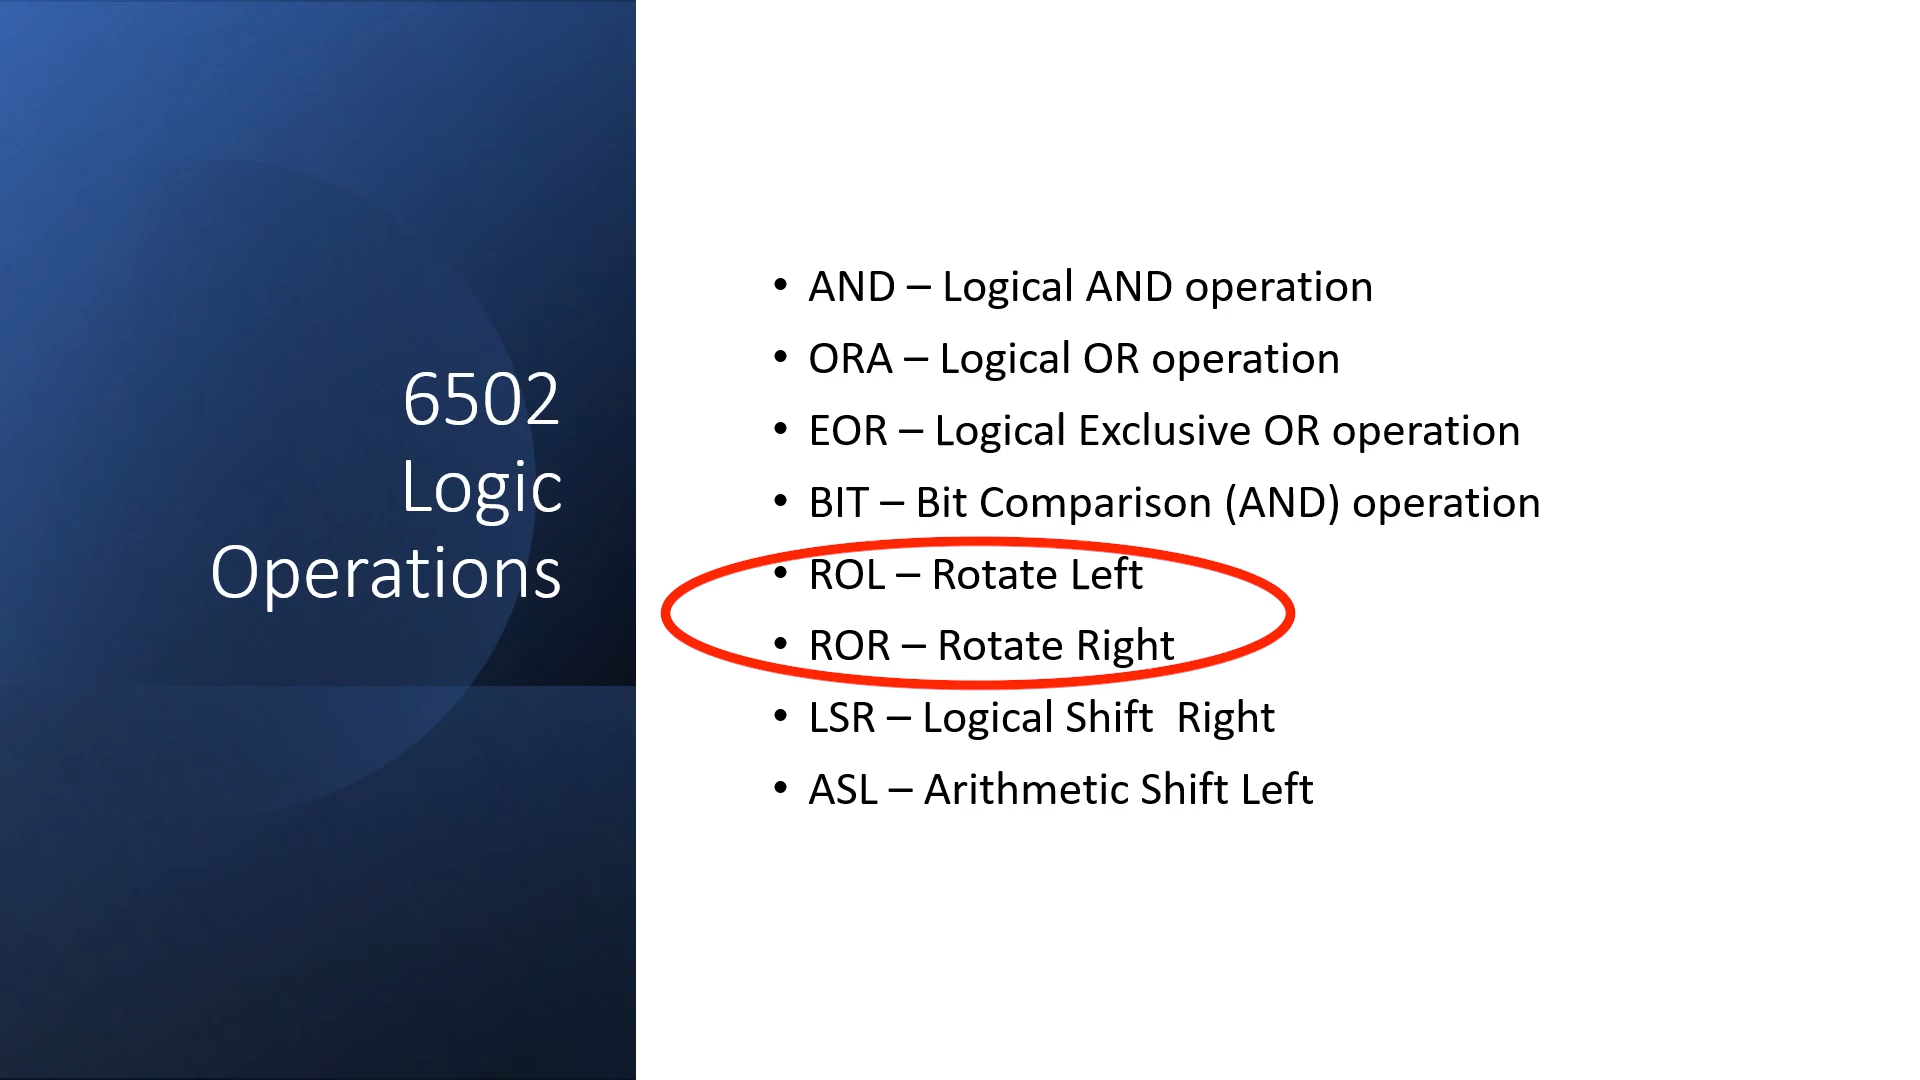 6502
Logic
Operations
• AND – Logical AND operation
• ORA – Logical OR operation
• EOR – Logical Exclusive OR operation
• BIT – Bit Comparison (AND) operation
• ROL – Rotate Left
• ROR – Rotate Right
• LSR – Logical Shift  Right
• ASL – Arithmetic Shift Left